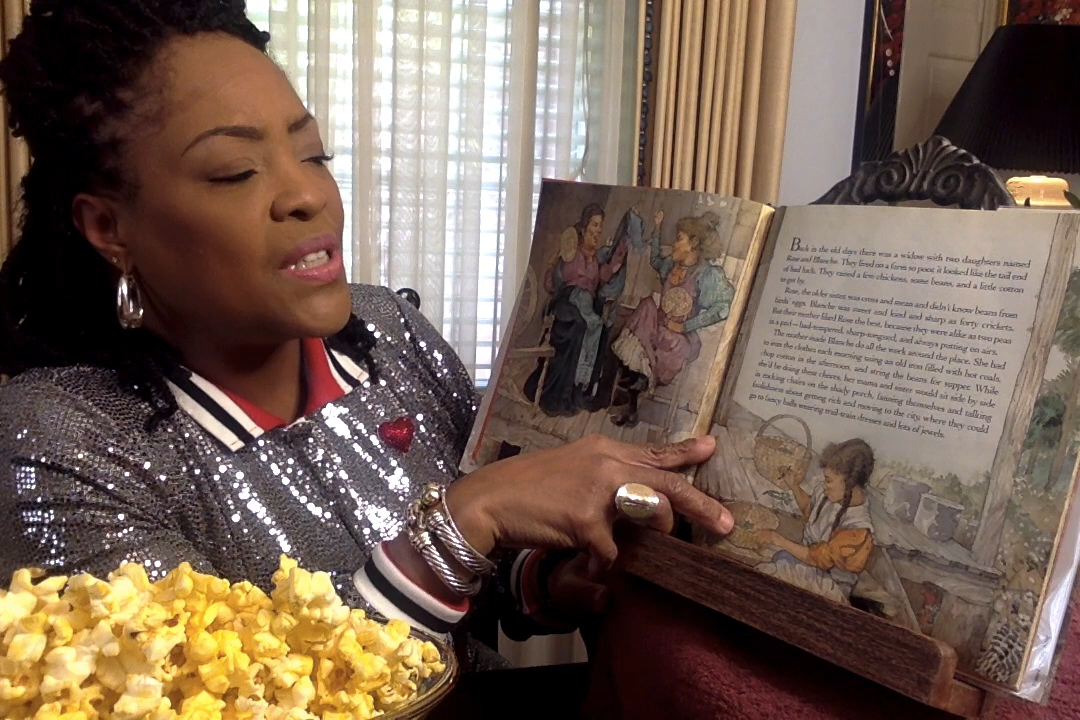 Back in the old days there was a widow with two daughters named
Rose and Blanche. They lived on a farm so poor it looked like the tail end
of bad luck. They raised a few chickens, some beans, and a little cotton
to get by.
Rose, the older sister, was cross and mean and didn't know beans from
birds' eggs. Blanche was sweet and kind and sharp as forty crickets.
But their mother liked Rose the best, because they were alike as two peas
in a pod—bad-tempered, sharp-tongued, and always putting on airs.
The mother made Blanche do all the work around the place. She had
to iron the clothes each morning using an old iron filled with hot coals,
chop cotton in the afternoon, and string the beans for supper. While
she'd be doing these chores, her mama and sister would sit side by side
in rocking chairs on the shady porch, fanning themselves and talking
foolishness about getting rich and moving to the city, where they could
go to fancy balls wearing trail-train dresses and lots of jewels.